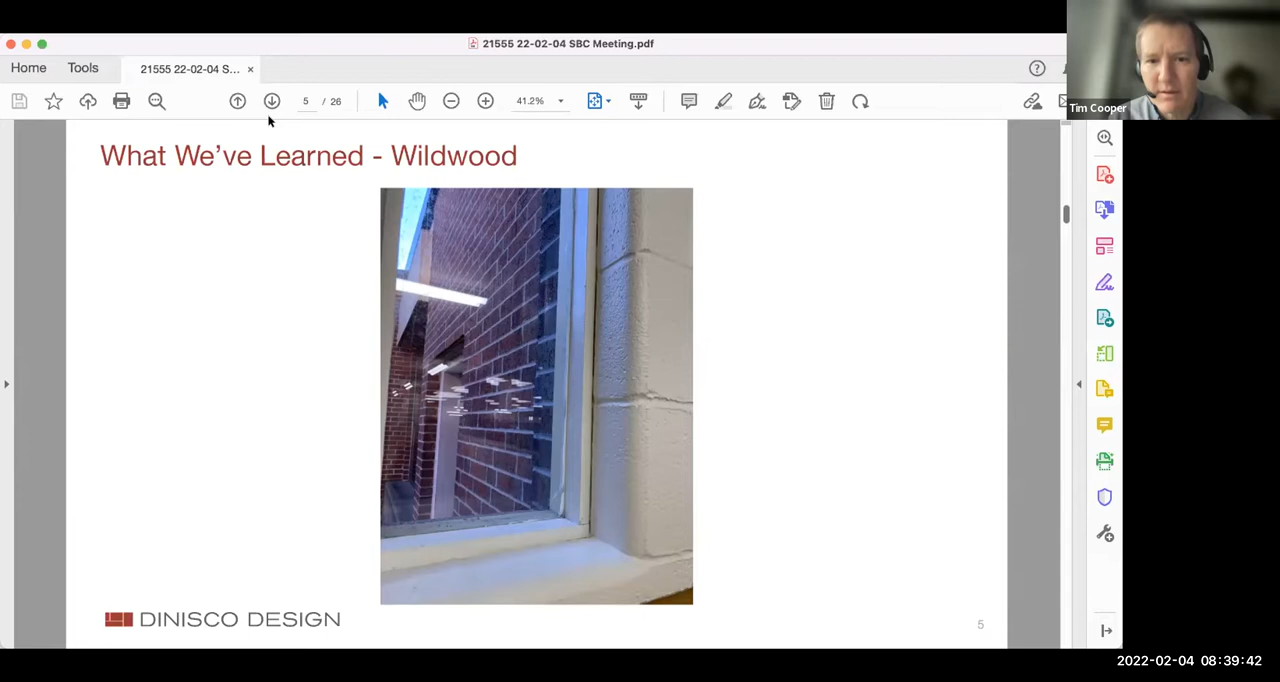 21555 22-02-04 SBC Meeting.pdf
Home
Tools
21555 22-02-04 S...
5 / 26
41.2%
Tim Cooper
What We've Learned - Wildwood
DINISCO DESIGN
5
2022-02-04 08:39:42